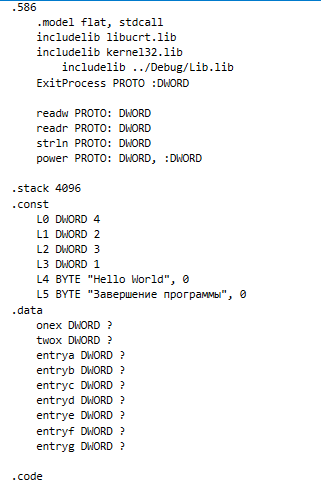 .586
.model flat, stdcall
includelib libucrt.lib
includelib kernel32.lib
includelib ../Debug/Lib.lib
ExitProcess PROTO :DWORD
readw PROTO: DWORD
readr PROTO: DWORD
strln PROTO: DWORD
power PROTO: DWORD, :DWORD
.stack 4096
.const
L0 DWORD 4
L1 DWORD 2
L2 DWORD 3
L3 DWORD 1
L4 BYTE "Hello World", 0
L5 BYTE "Завершение программы", 0
.data
onex DWORD ?
twox DWORD ?
entrya DWORD ?
entryb DWORD ?
entryc DWORD ?
entryd DWORD ?
entrye DWORD ?
entryf DWORD ?
entryg DWORD ?
.code